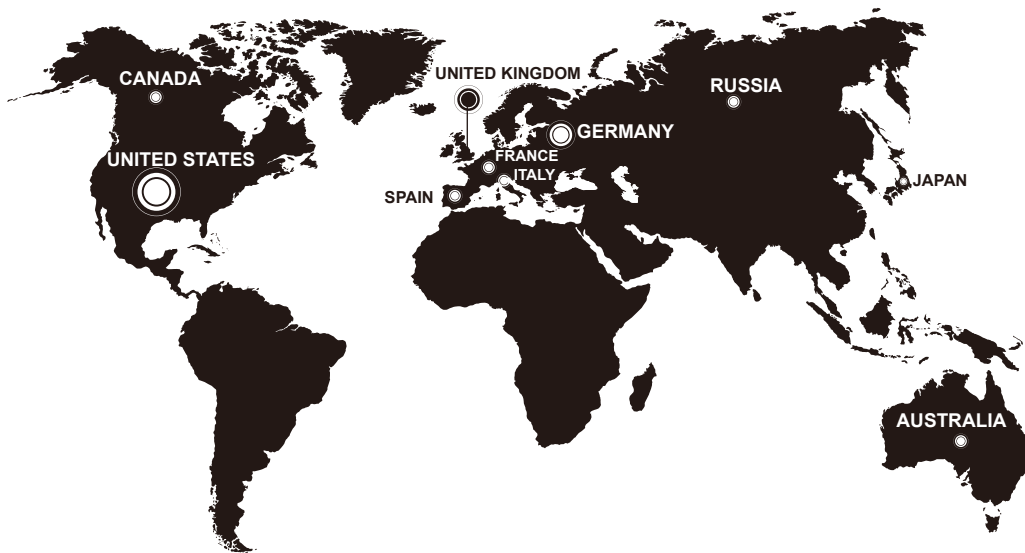 CANADA
UNITED KINGDOM
RUSSIA
GERMANY
UNITED STATES
FRANCE
ITALY
JAPAN
SPAIN
AUSTRALIA